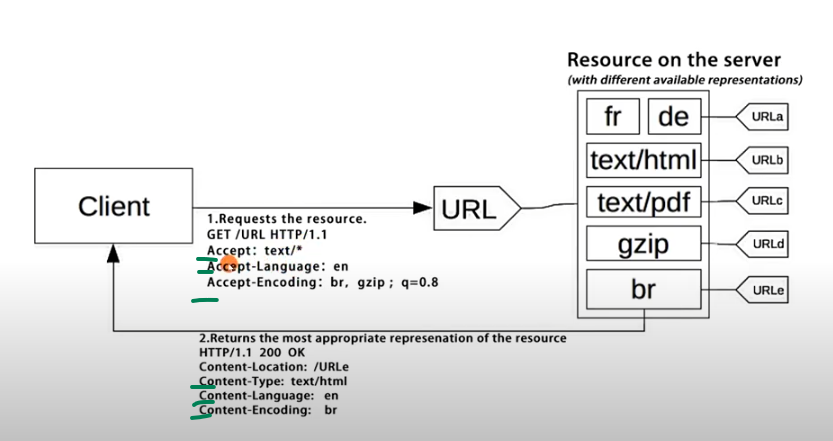 Resource on the server
(with different available representations)
fr de URLa
text/html URLb
Client
URL
text/pdf URLc
1.Requests the resource.
GET /URL HTTP/1.1
Accept: text/*
Accept-Language: en
Accept-Encoding: br, gzip ; q=0.8
gzip URLd
br URLe
2.Returns the most appropriate represenation of the resource
HTTP/1.1 200 OK
Content-Location: /URLe
Content-Type: text/html
Content-Language: en
Content-Encoding: br